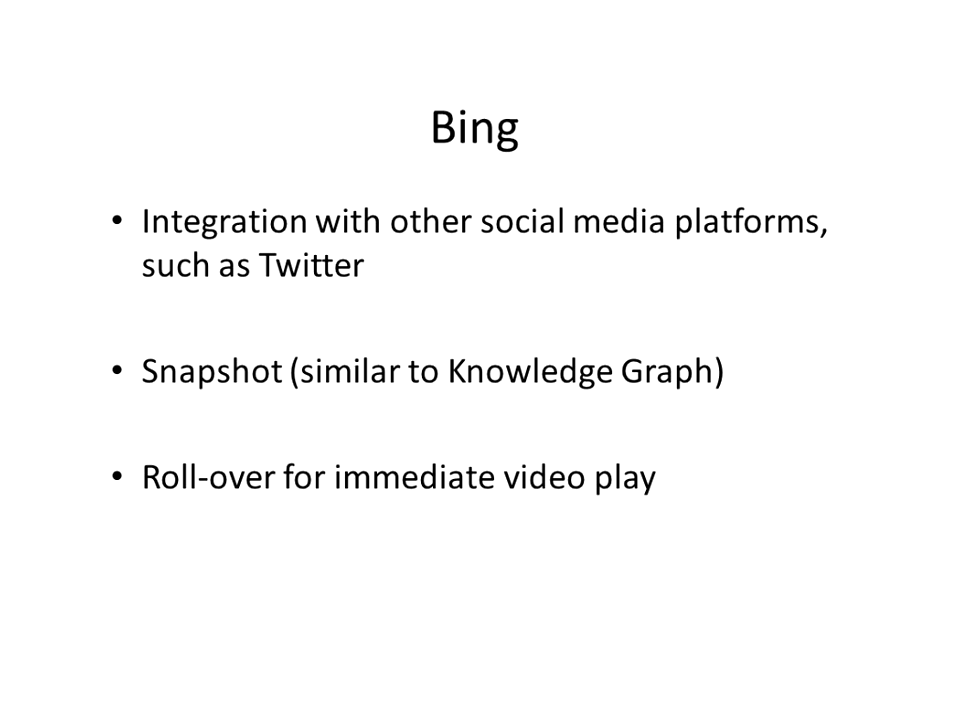 Bing
• Integration with other social media platforms,
such as Twitter
• Snapshot (similar to Knowledge Graph)
• Roll-over for immediate video play